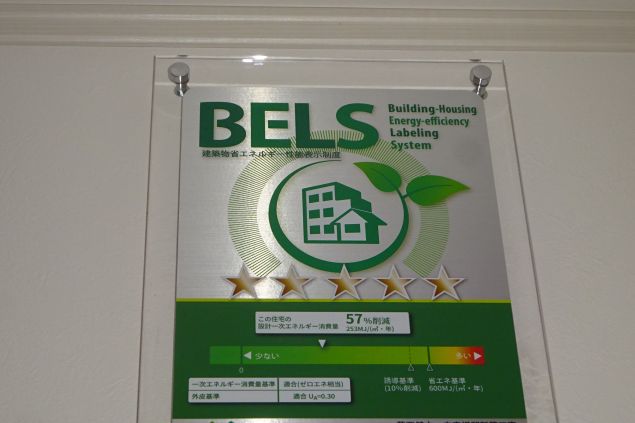 BELS
Building-Housing
Energy-efficiency
Labeling
System
建築物省エネルギー性能表示制度
この住宅の
設計一次エネルギー消費量
57%削減
253MJ/(㎡・年)
少ない
多い
0
誘導基準
(10%削減)
省エネ基準
600MJ/(㎡・年)
一次エネルギー消費量基準 適合(ゼロエネ相当)
外皮基準 適合 UA=0.30